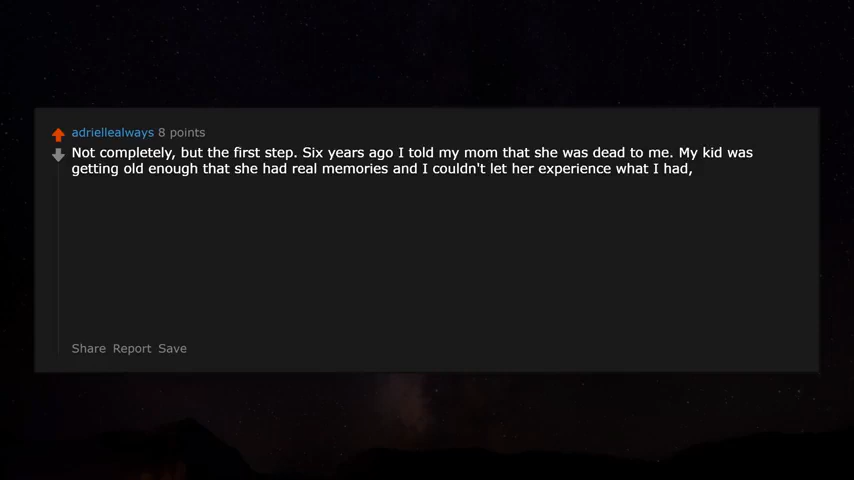 adriellealways 8 points
Not completely, but the first step. Six years ago I told my mom that she was dead to me. My kid was
getting old enough that she had real memories and I couldn't let her experience what I had,
Share Report Save